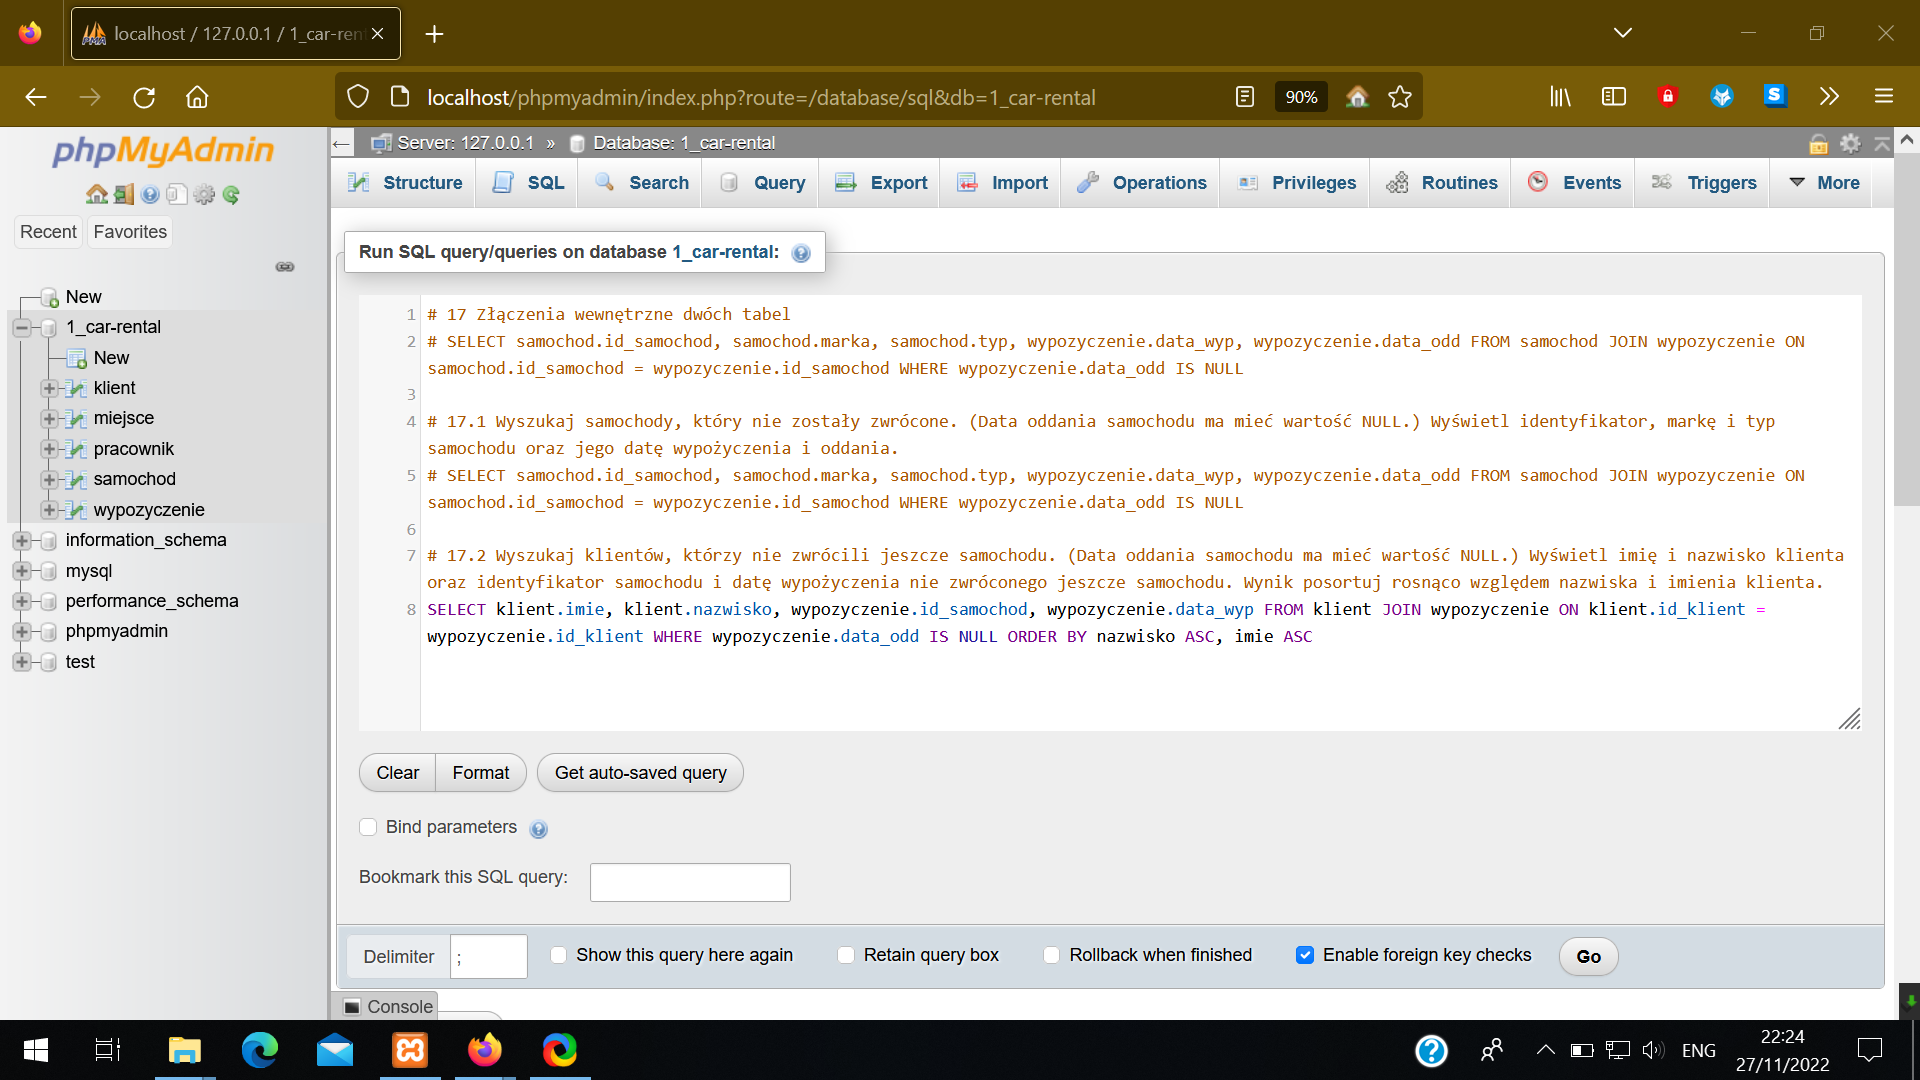 localhost / 127.0.0.1 / 1_car-ren
localhost/phpmyadmin/index.php?route=/database/sql&db=1_car-rental
90%
S
phpMyAdmin
Recent
Favorites
New
1_car-rental
New
klient
miejsce
pracownik
samochod
wypozyczenie
information_schema
mysql
performance_schema
phpmyadmin
test
Server: 127.0.0.1 » Database: 1_car-rental
Structure
SQL
Search
Query
Export
Import
Operations
Privileges
Routines
Events
Triggers
More
Run SQL query/queries on database 1_car-rental:
1 # 17 Złączenia wewnętrzne dwóch tabel
2 # SELECT samochod.id_samochod, samochod.marka, samochod.typ, wypozyczenie.data_wyp, wypozyczenie.data_odd FROM samochod JOIN wypozyczenie ON
samochod.id_samochod = wypozyczenie.id_samochod WHERE wypozyczenie.data_odd IS NULL
3
4 # 17.1 Wyszukaj samochody, który nie zostały zwrócone. (Data oddania samochodu ma mieć wartość NULL.) Wyświetl identyfikator, markę i typ
samochodu oraz jego datę wypożyczenia i oddania.
5 # SELECT samochod.id_samochod, samochod.marka, samochod.typ, wypozyczenie.data_wyp, wypozyczenie.data_odd FROM samochod JOIN wypozyczenie ON
samochod.id_samochod = wypozyczenie.id_samochod WHERE wypozyczenie.data_odd IS NULL
6
7 # 17.2 Wyszukaj klientów, którzy nie zwrócili jeszcze samochodu. (Data oddania samochodu ma mieć wartość NULL.) Wyświetl imię i nazwisko klienta
oraz identyfikator samochodu i datę wypożyczenia nie zwróconego jeszcze samochodu. Wynik posortuj rosnąco względem nazwiska i imienia klienta.
8 SELECT klient.imie, klient.nazwisko, wypozyczenie.id_samochod, wypozyczenie.data_wyp FROM klient JOIN wypozyczenie ON klient.id_klient =
wypozyczenie.id_klient WHERE wypozyczenie.data_odd IS NULL ORDER BY nazwisko ASC, imie ASC
Clear
Format
Get auto-saved query
Bind parameters
Bookmark this SQL query:
Delimiter
;
Show this query here again
Retain query box
Rollback when finished
Enable foreign key checks
Go
Console
ENG
22:24
27/11/2022